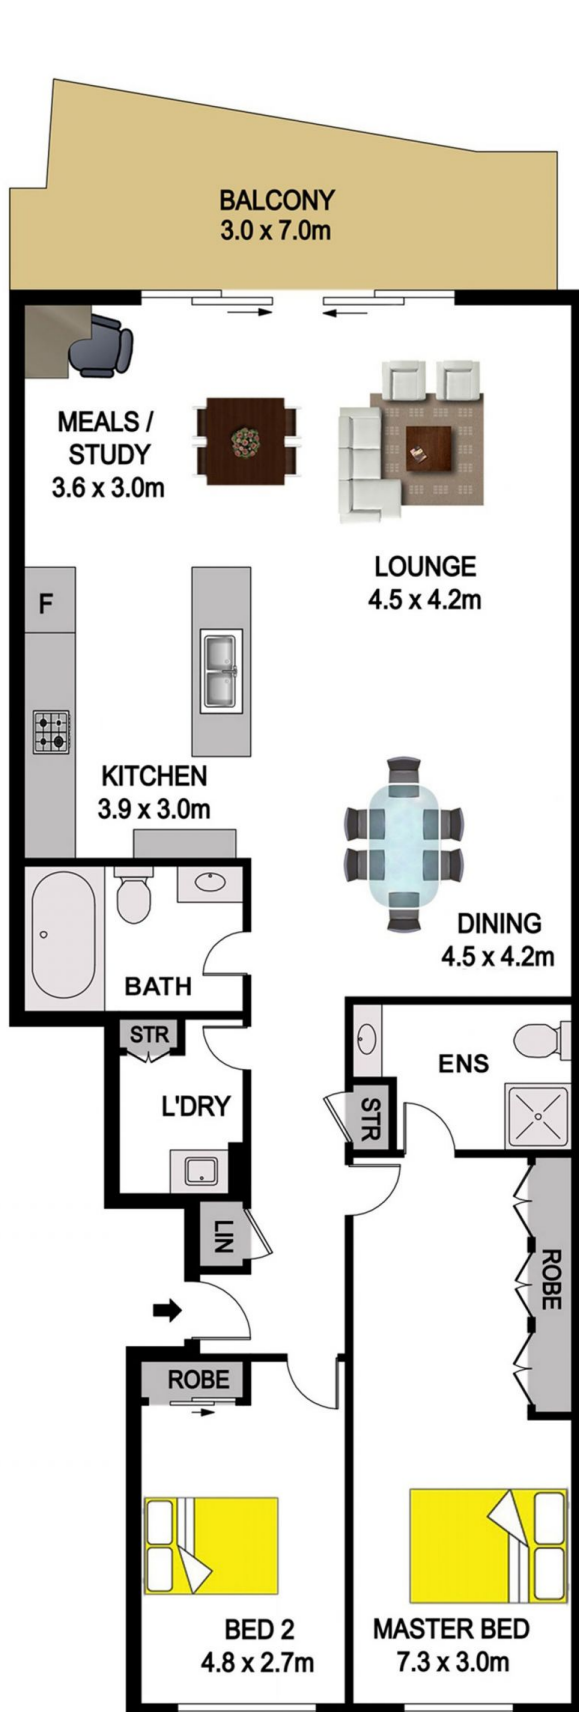 BALCONY
3.0 x 7.0m
MEALS /
STUDY
3.6 x 3.0m
LOUNGE
4.5 x 4.2m
F
KITCHEN
3.9 x 3.0m
DINING
4.5 x 4.2m
BATH
STR
ENS
L'DRY
STR
LIN
ROBE
ROBE
BED 2
4.8 x 2.7m
MASTER BED
7.3 x 3.0m